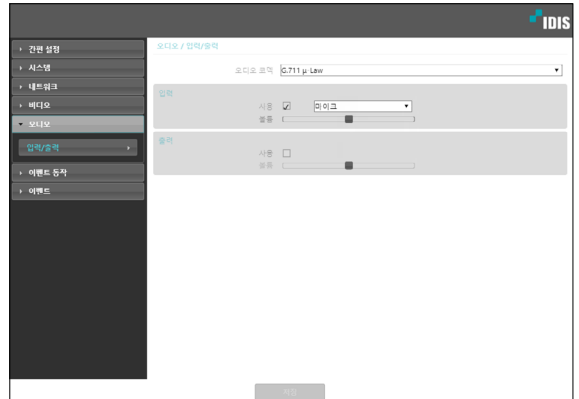 IDIS
간편 설정
시스템
네트워크
비디오
오디오
입력/출력
이벤트 동작
이벤트
오디오 / 입력/출력
오디오 코덱 G.711 μ-Law
입력
사용 마이크
볼륨
출력
사용
볼륨
저장